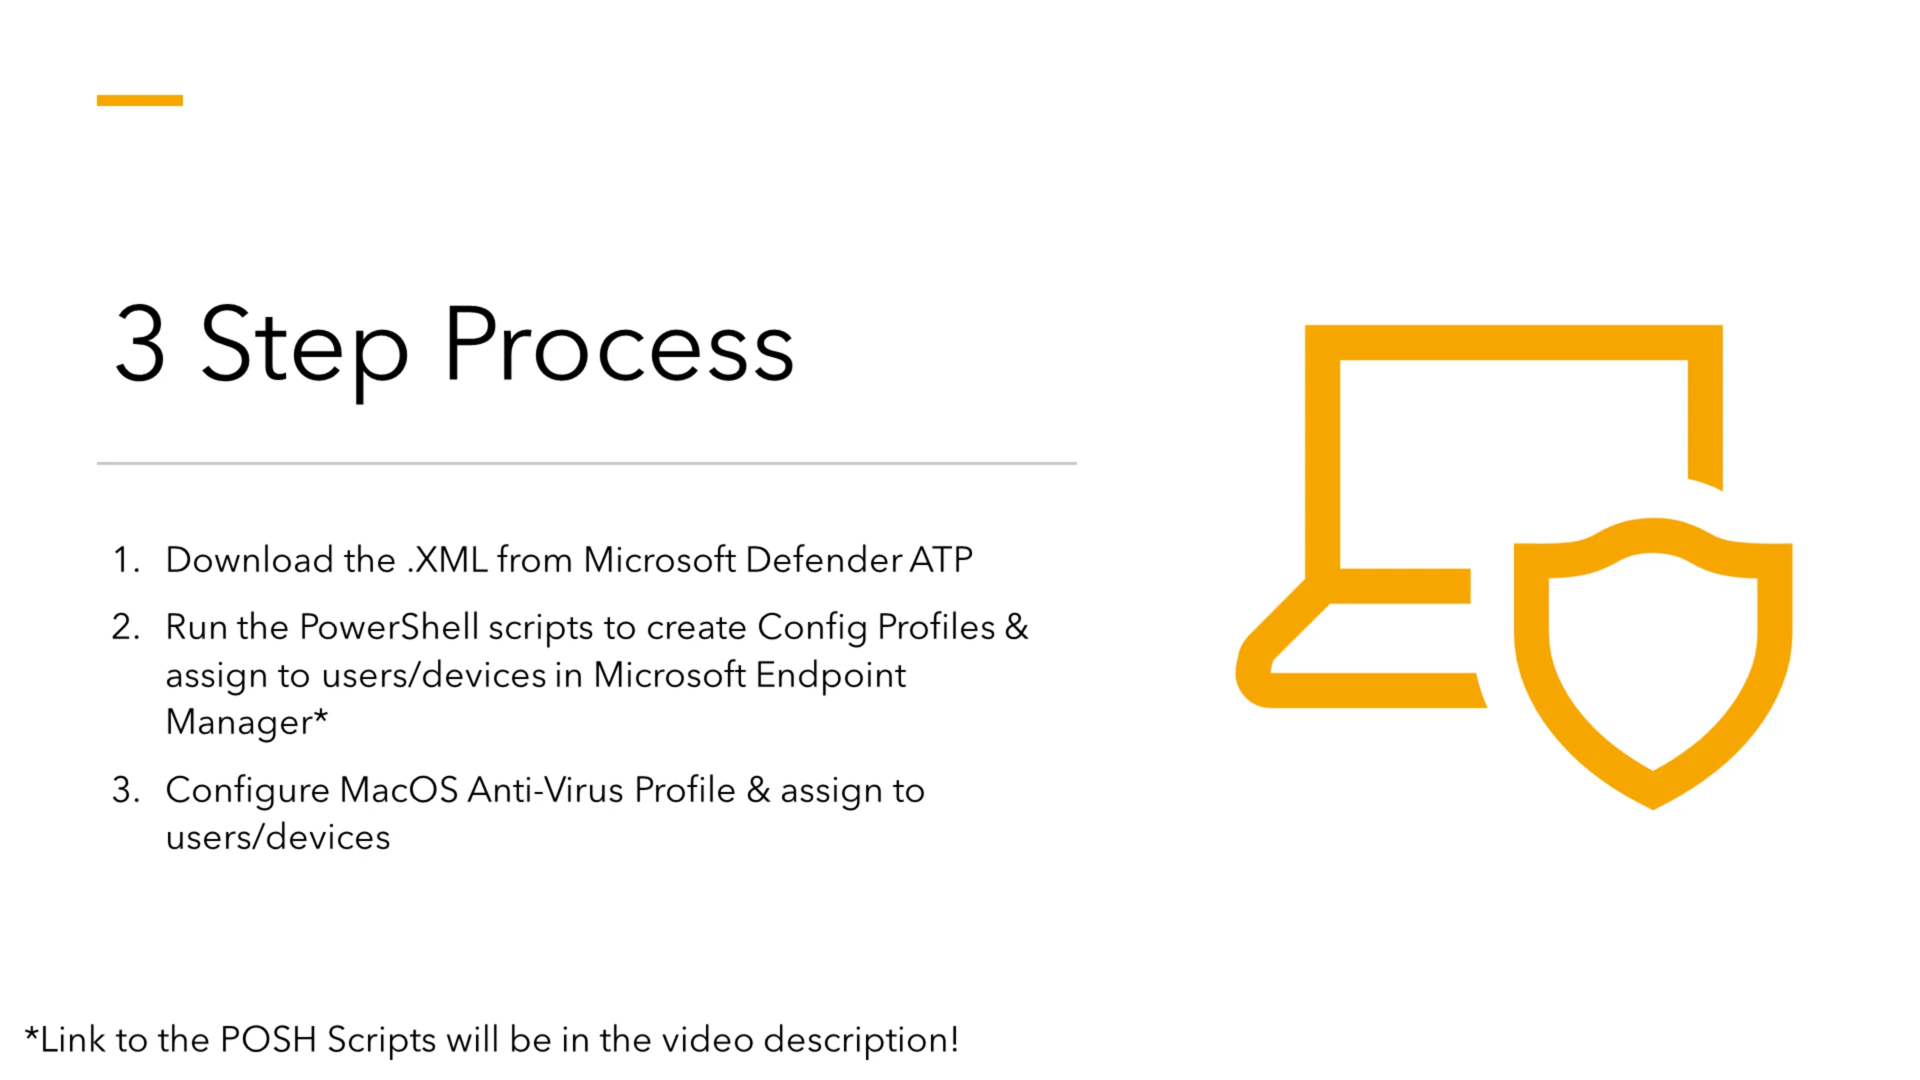 3 Step Process
1. Download the .XML from Microsoft Defender ATP
2. Run the PowerShell scripts to create Config Profiles &
assign to users/devices in Microsoft Endpoint
Manager*
3. Configure MacOS Anti-Virus Profile & assign to
users/devices
*Link to the POSH Scripts will be in the video description!